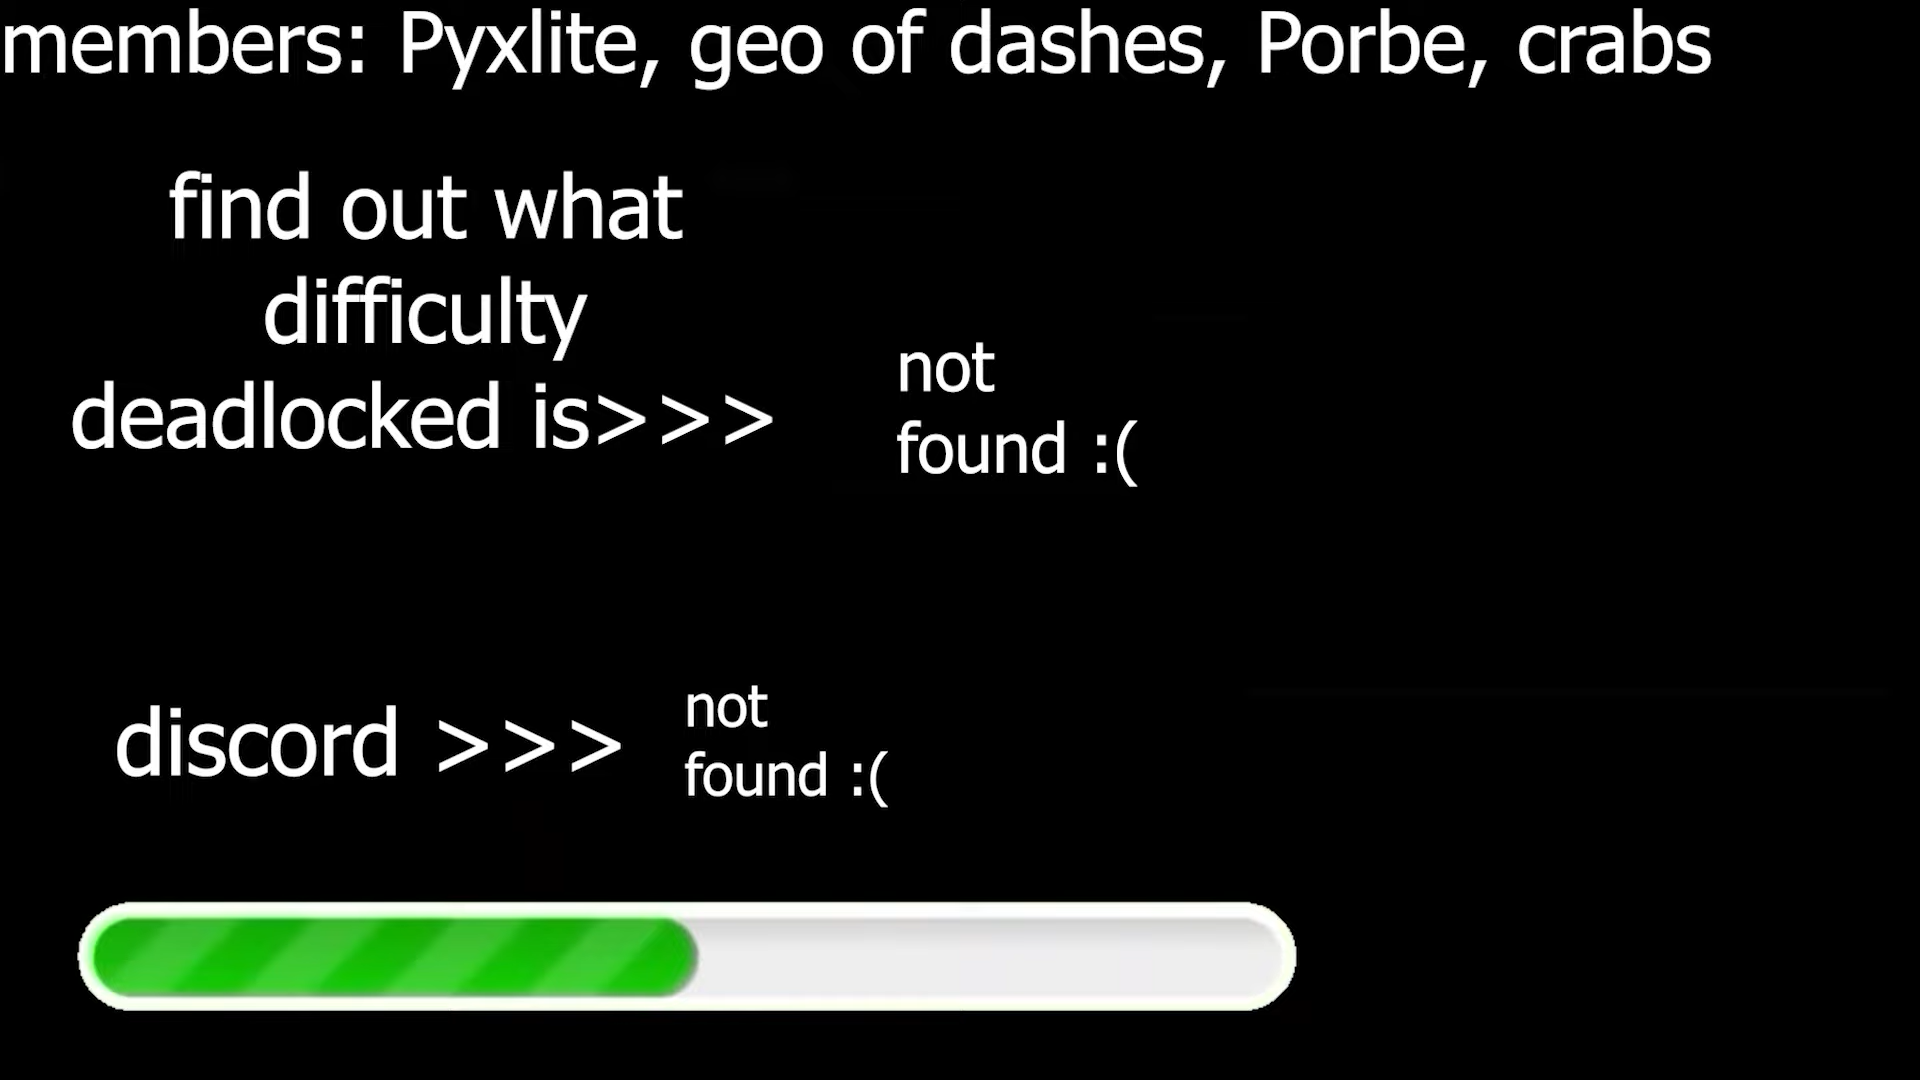 members: Pyxlite, geo of dashes, Porbe, crabs
find out what
difficulty
deadlocked is>>>
not
found :(
discord >>>
not
found :(